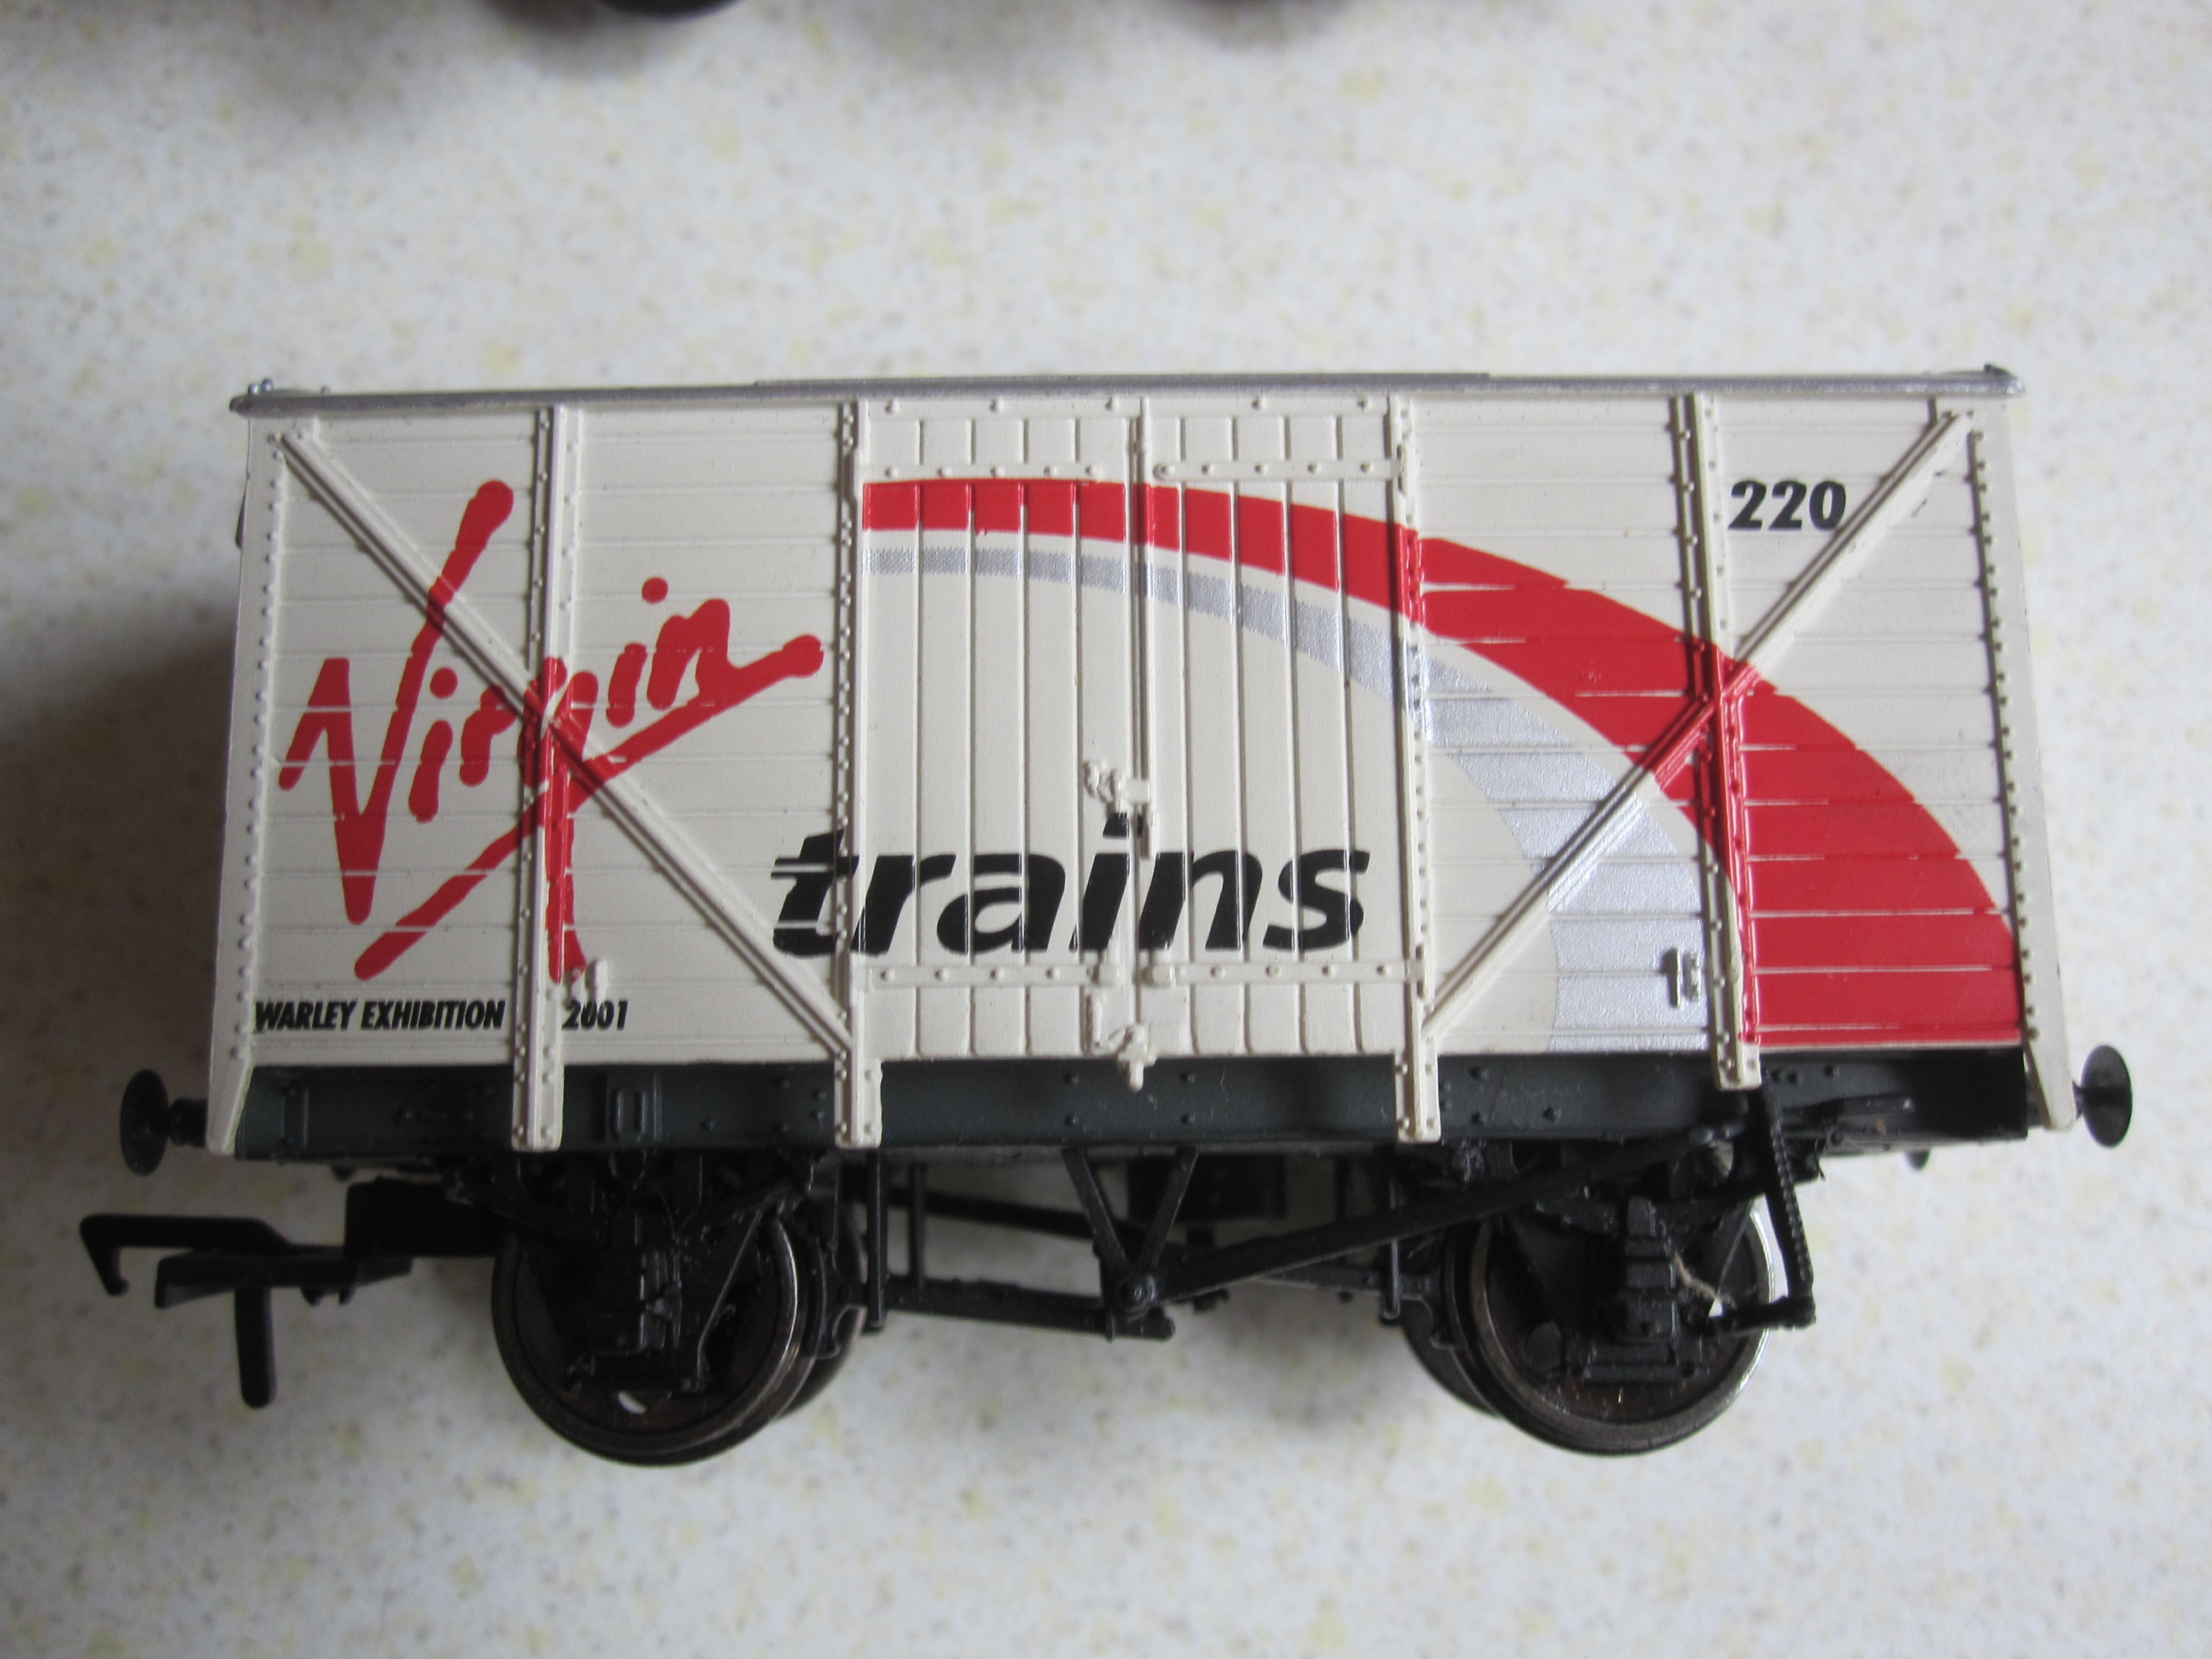 Virgin
trains
220
WARLEY EXHIBITION 2001